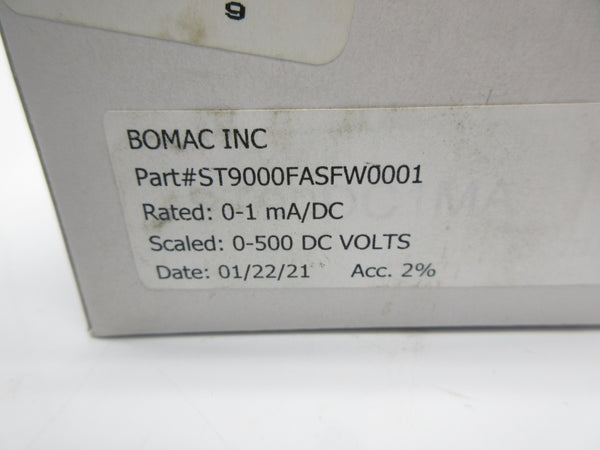 9
BOMAC INC
Part#ST9000FASFW0001
Rated: 0-1 mA/DC
Scaled: 0-500 DC VOLTS
Date: 01/22/21 Acc. 2%